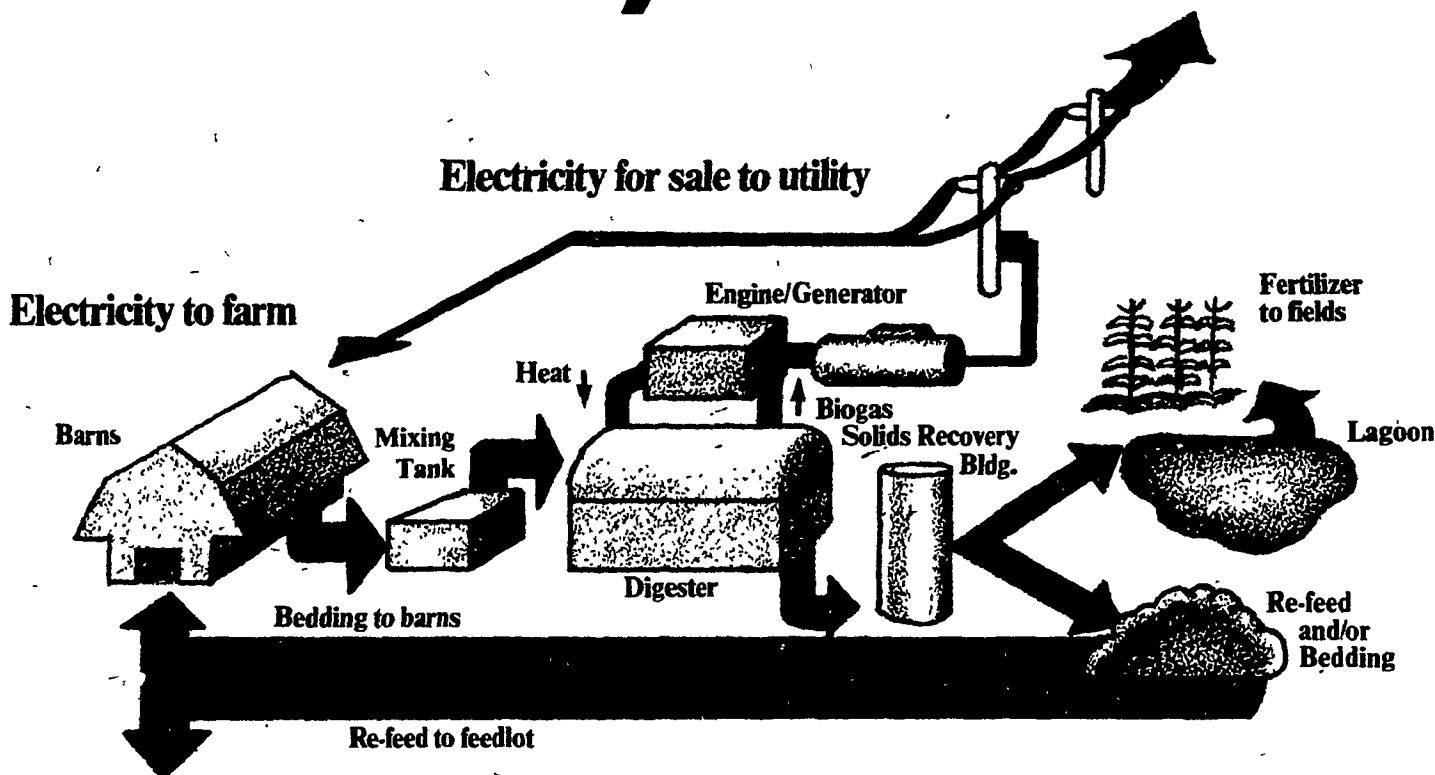 Electricity for sale to utility
Electricity to farm
Engine/Generator
Fertilizer
to fields
Heat
Biogas
Barns
Mixing
Tank
Solids Recovery
Bldg.
Lagoon
Digester
Bedding to barns
Re-feed
and/or
Bedding
Re-feed to feedlot